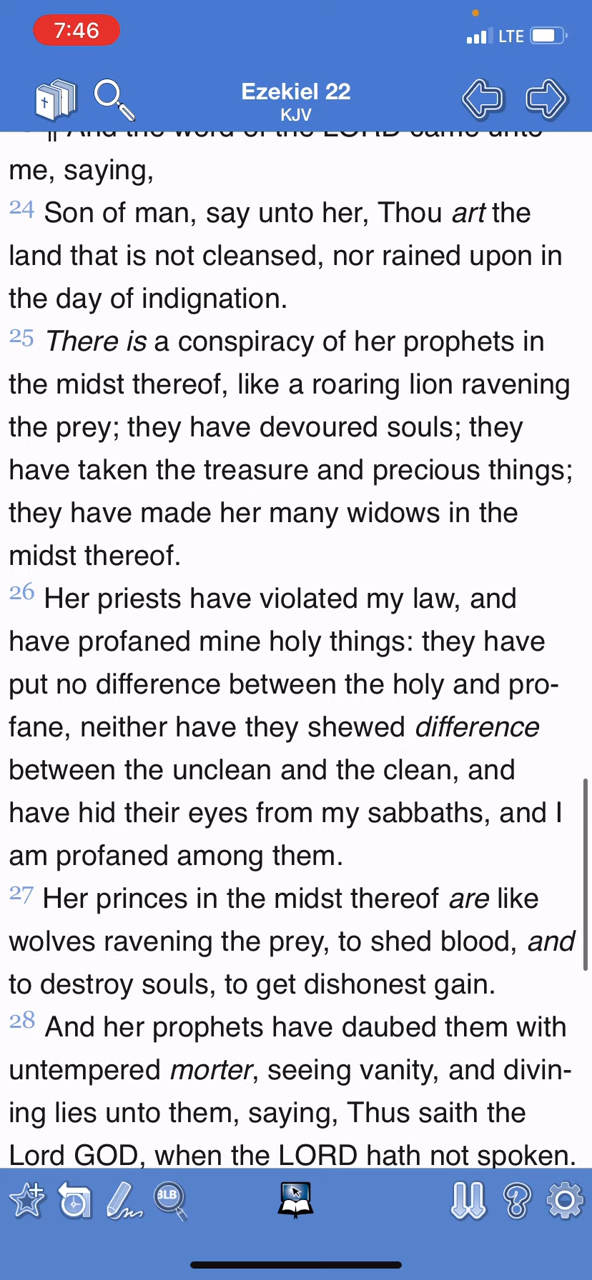 7:46
LTE
Ezekiel 22
KJV
¶ And the word of the LORD came unto
me, saying,
24 Son of man, say unto her, Thou art the
land that is not cleansed, nor rained upon in
the day of indignation.
25 There is a conspiracy of her prophets in
the midst thereof, like a roaring lion ravening
the prey; they have devoured souls; they
have taken the treasure and precious things;
they have made her many widows in the
midst thereof.
26 Her priests have violated my law, and
have profaned mine holy things: they have
put no difference between the holy and pro-
fane, neither have they shewed difference
between the unclean and the clean, and
have hid their eyes from my sabbaths, and I
am profaned among them.
27 Her princes in the midst thereof are like
wolves ravening the prey, to shed blood, and
to destroy souls, to get dishonest gain.
28 And her prophets have daubed them with
untempered morter, seeing vanity, and divin-
ing lies unto them, saying, Thus saith the
Lord GOD, when the LORD hath not spoken.
BLB